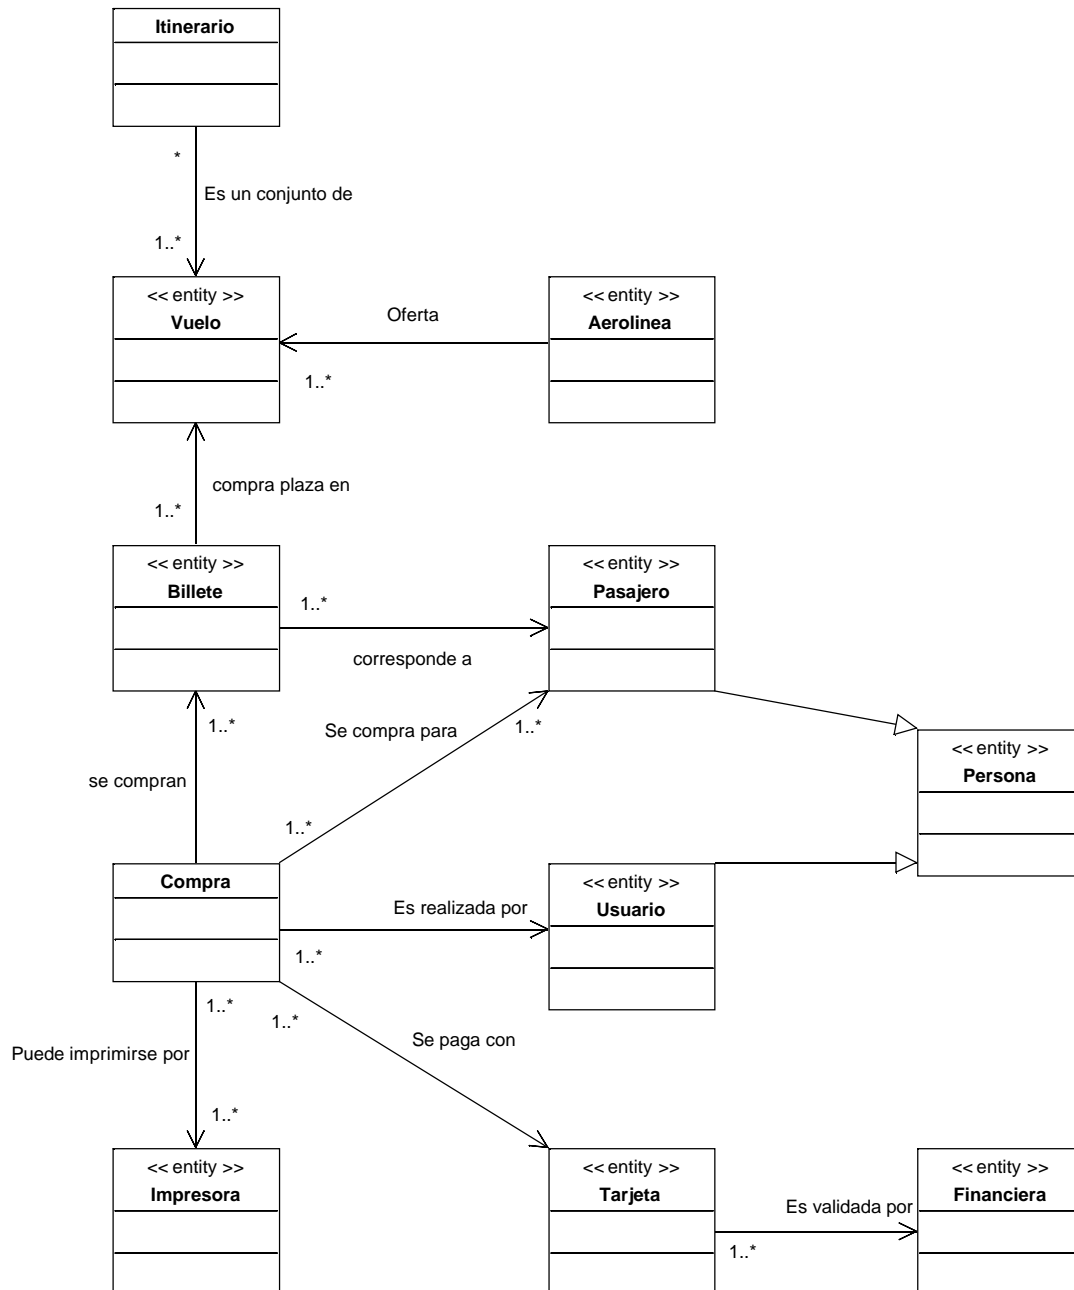 Itinerario
*
Es un conjunto de
1..*
<< entity >>
Vuelo
Oferta
1..*
<< entity >>
Aerolinea
compra plaza en
1..*
<< entity >>
Billete
1..*
corresponde a
<< entity >>
Pasajero
1..*
se compran
Se compra para
1..*
1..*
<< entity >>
Persona
Compra
Es realizada por
1..*
<< entity >>
Usuario
1..*
1..*
Puede imprimirse por
Se paga con
1..*
<< entity >>
Impresora
<< entity >>
Tarjeta
Es validada por
1..*
<< entity >>
Financiera